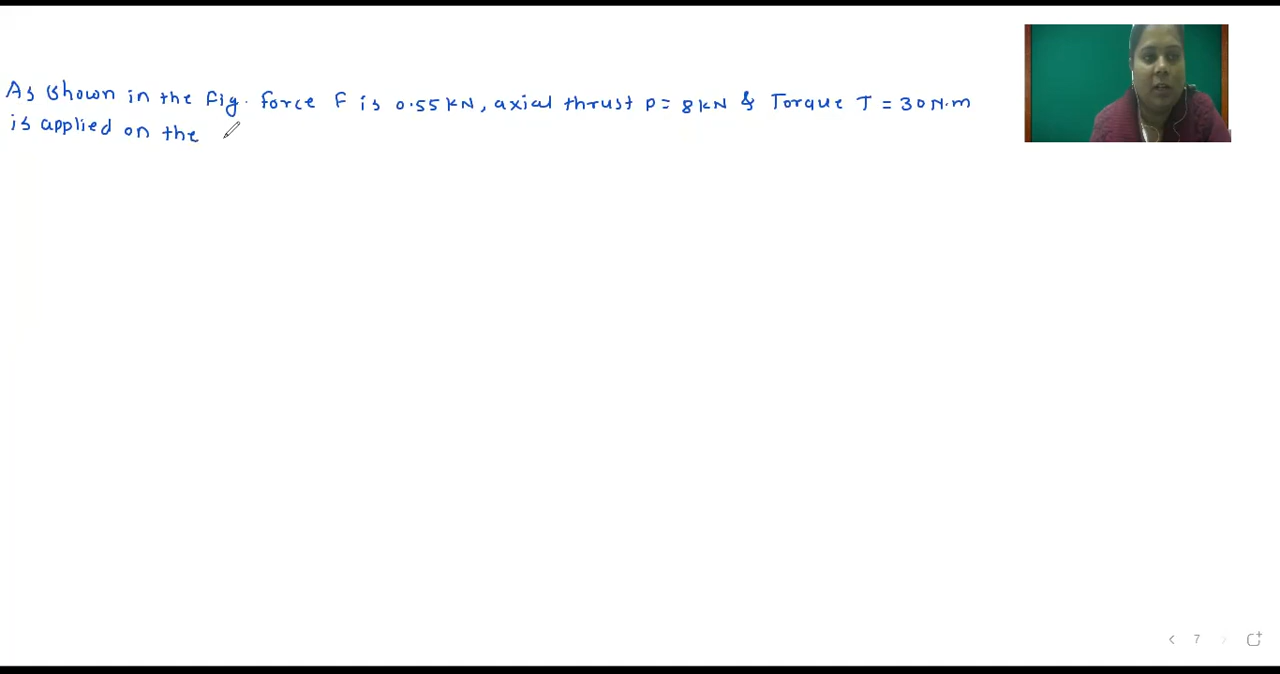 As shown in the fig. force F is 0.55 kN, axial thrust P = 8 kN & Torque T = 30 N.m
is applied on the
7